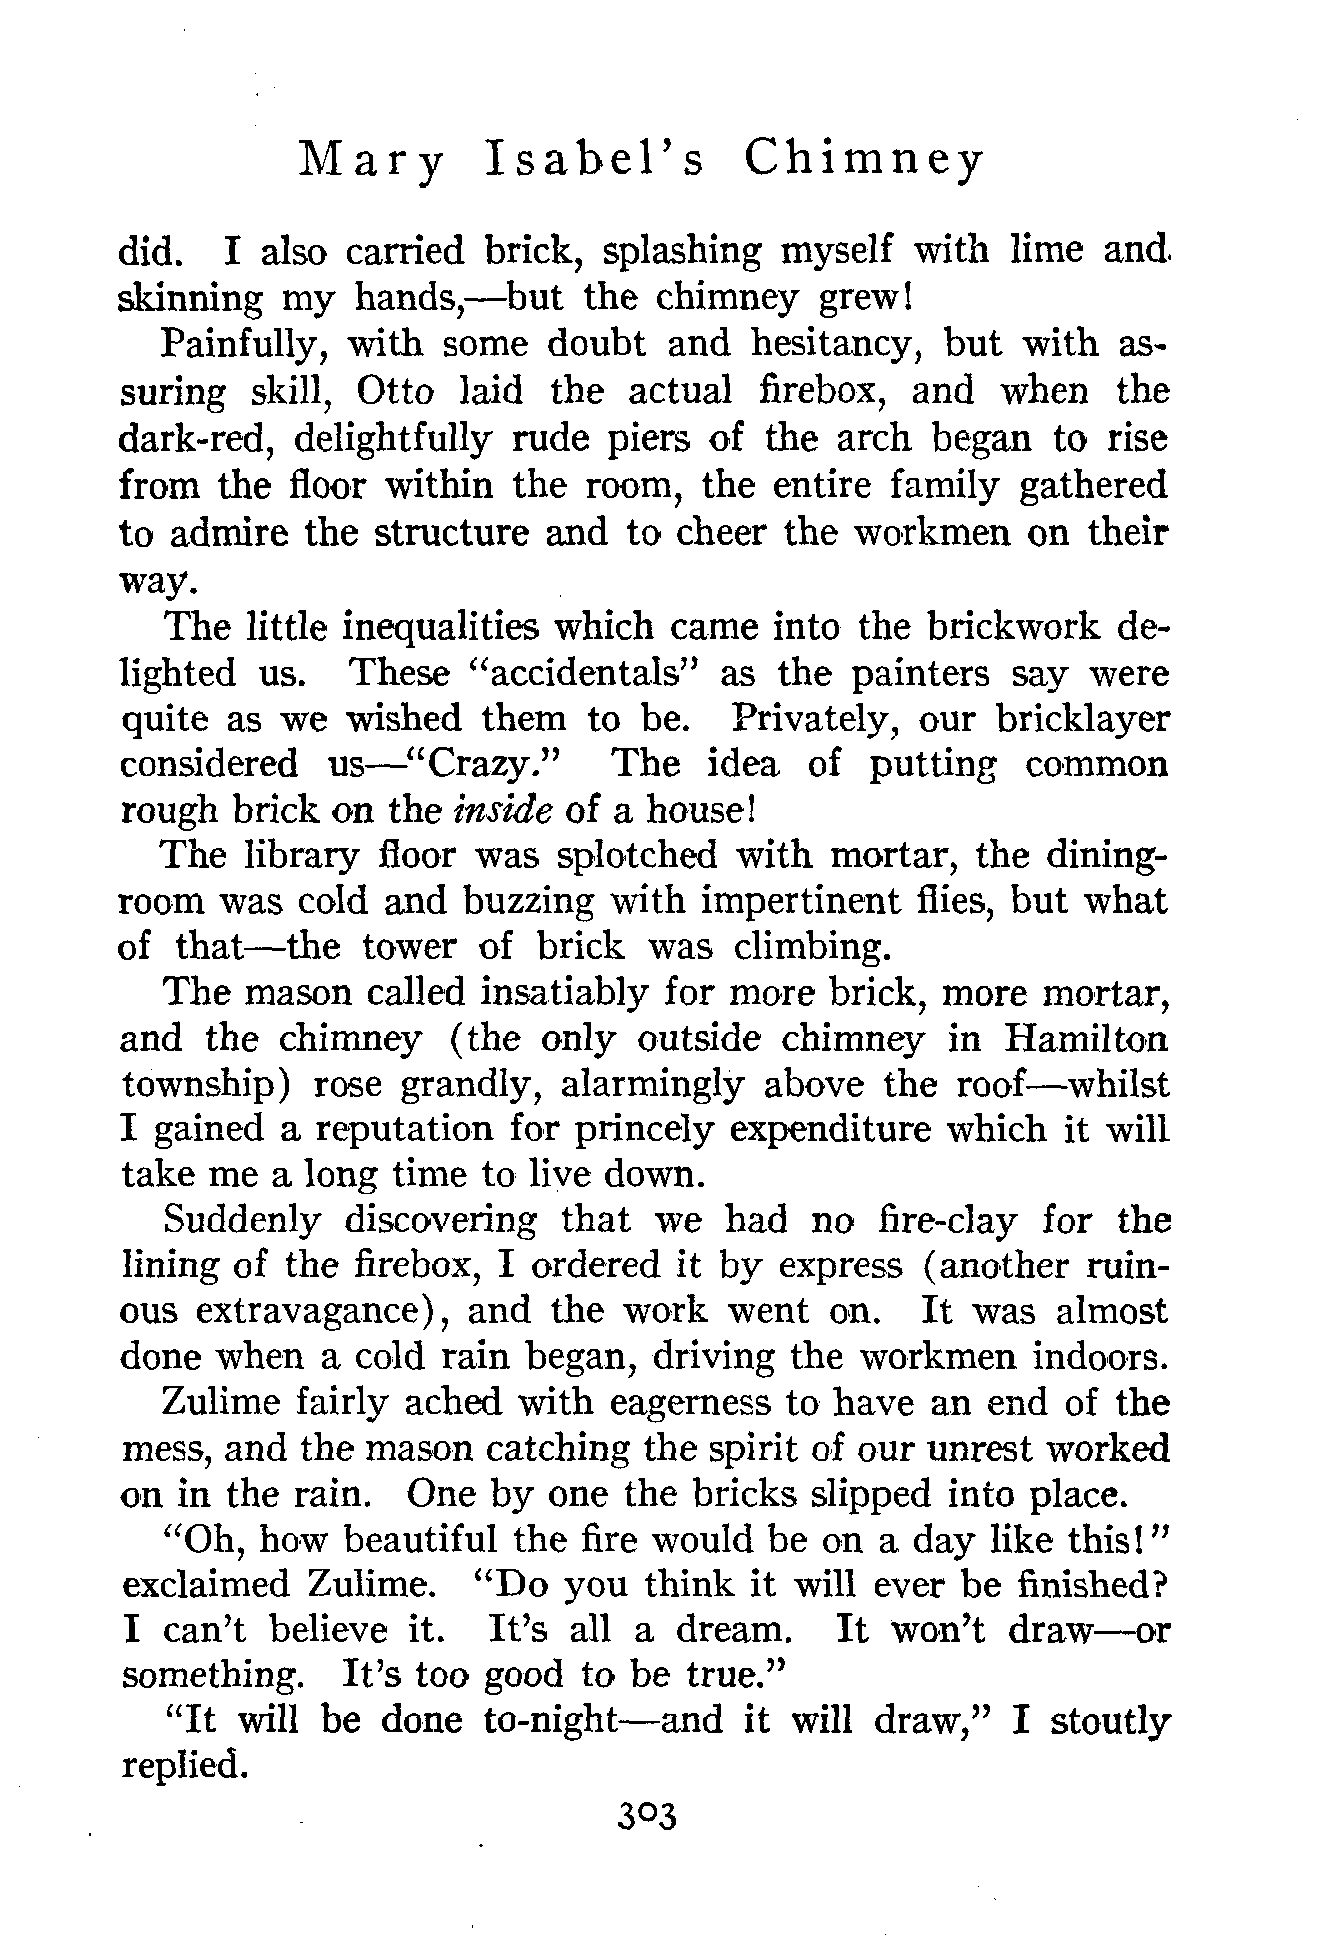 Mary Isabel's Chimney
did. I also carried brick, splashing myself with lime and
skinning my hands,—but the chimney grew!
Painfully, with some doubt and hesitancy, but with as-
suring skill, Otto laid the actual firebox, and when the
dark-red, delightfully rude piers of the arch began to rise
from the floor within the room, the entire family gathered
to admire the structure and to cheer the workmen on their
way.
The little inequalities which came into the brickwork de-
lighted us. These “accidentals” as the painters say were
quite as we wished them to be. Privately, our bricklayer
considered us—“Crazy.” The idea of putting common
rough brick on the inside of a house!
The library floor was splotched with mortar, the dining-
room was cold and buzzing with impertinent flies, but what
of that—the tower of brick was climbing.
The mason called insatiably for more brick, more mortar,
and the chimney (the only outside chimney in Hamilton
township) rose grandly, alarmingly above the roof—whilst
I gained a reputation for princely expenditure which it will
take me a long time to live down.
Suddenly discovering that we had no fire-clay for the
lining of the firebox, I ordered it by express (another ruin-
ous extravagance), and the work went on. It was almost
done when a cold rain began, driving the workmen indoors.
Zulime fairly ached with eagerness to have an end of the
mess, and the mason catching the spirit of our unrest worked
on in the rain. One by one the bricks slipped into place.
“Oh, how beautiful the fire would be on a day like this!”
exclaimed Zulime. “Do you think it will ever be finished?
I can't believe it. It's all a dream. It won't draw—or
something. It's too good to be true.”
“It will be done to-night—and it will draw,” I stoutly
replied.
303